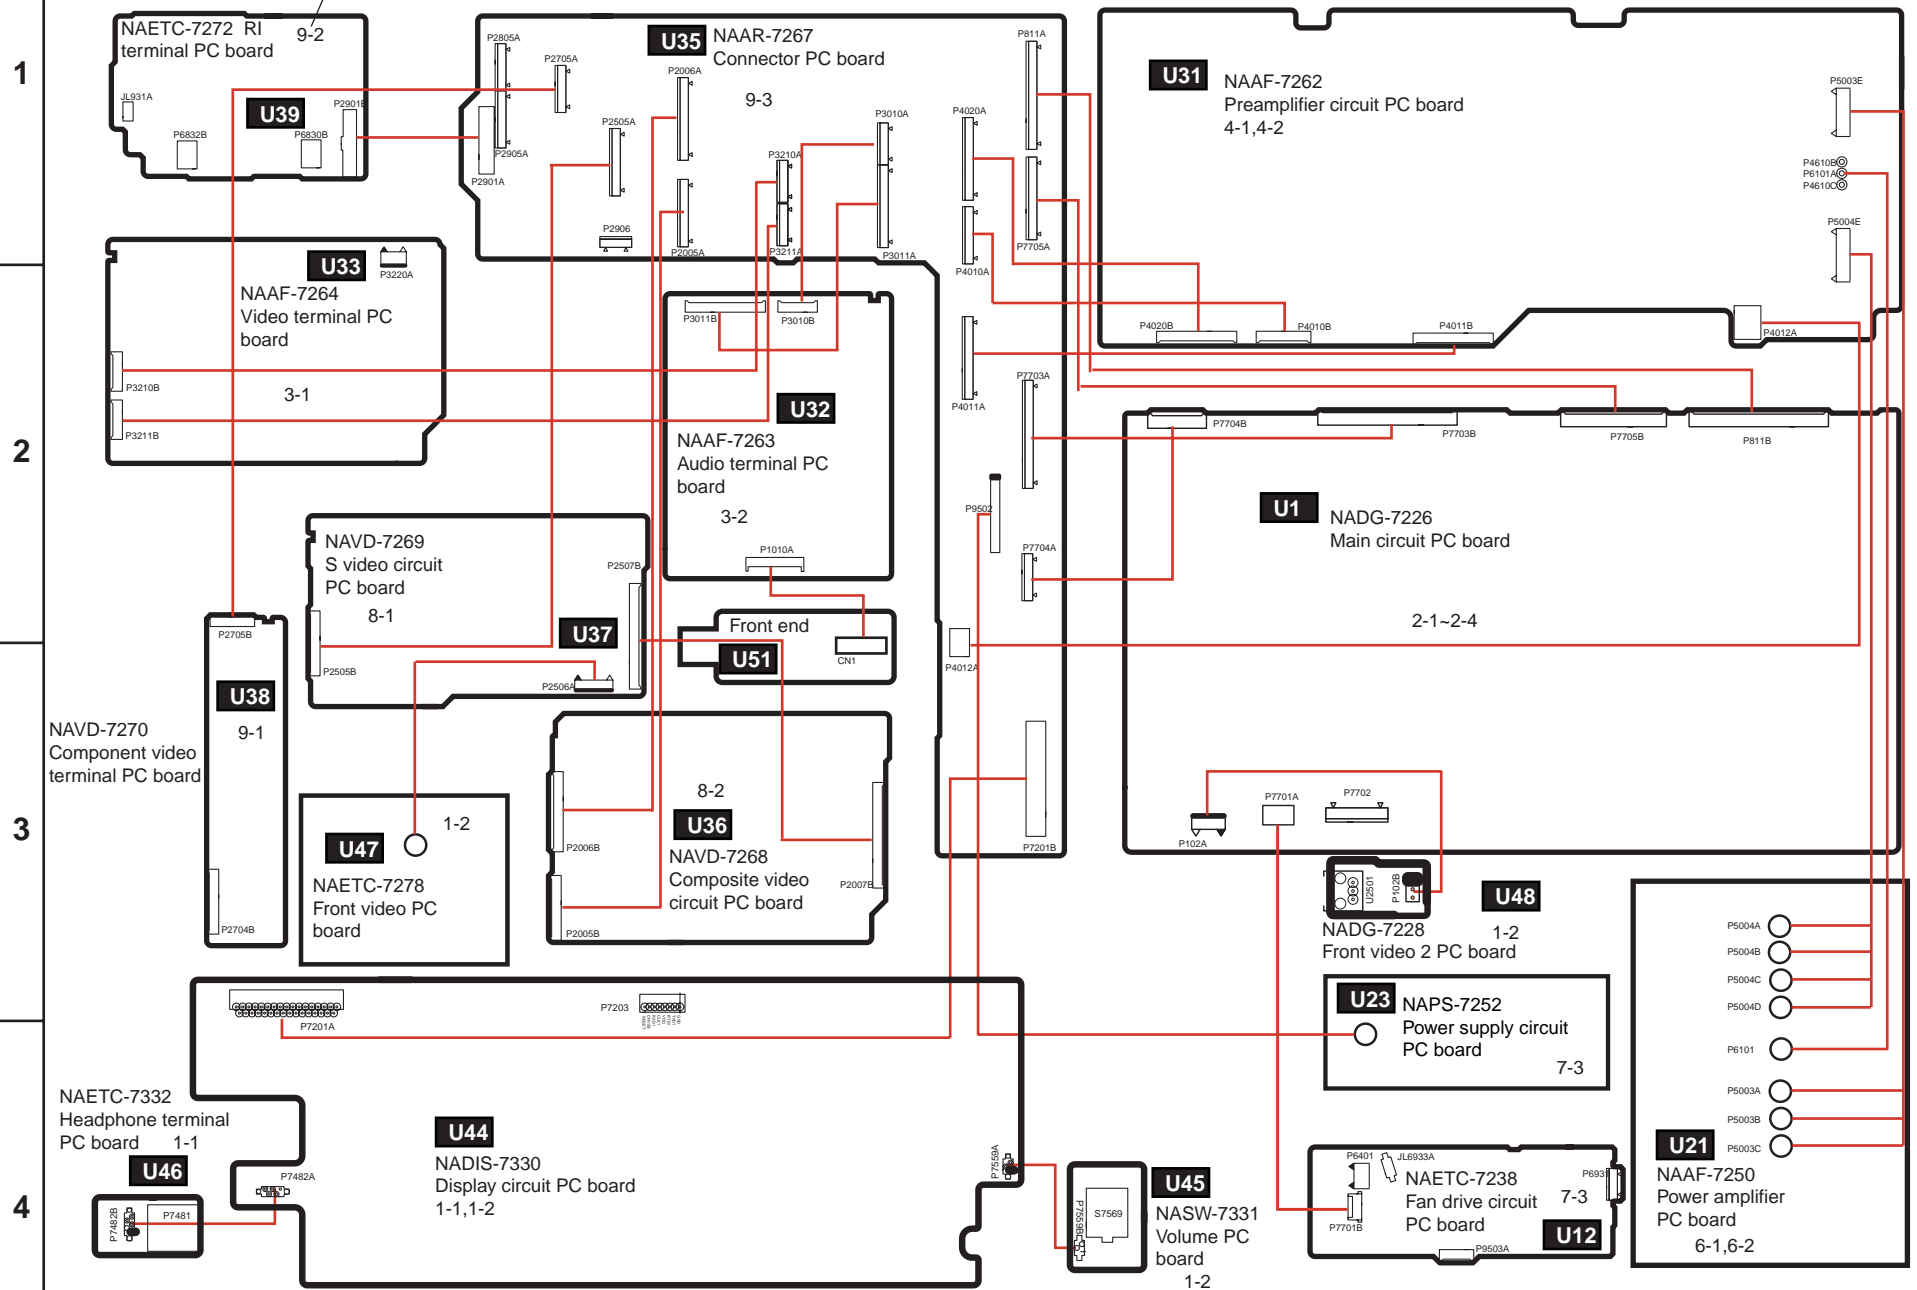 1
2
3
4
NAETC-7272 RI
terminal PC board
9-2
JL931A
U39
P2901B
P6832B
P6830B
U35
NAAR-7267
Connector PC board
9-3
P2805A
P2705A
P2006A
P2505A
P2905A
P2901A
P2906
P2005A
P3210A
P3211A
P3010A
P3011A
P4020A
P4010A
P811A
P7705A
P4011A
P7703A
P9502
P7704A
P4012A
P7201B
U31
NAAF-7262
Preamplifier circuit PC board
4-1,4-2
P5003E
P4610B
P6101A
P4610C
P5004E
P4020B
P4010B
P4011B
P4012A
U33
P3220A
NAAF-7264
Video terminal PC
board
P3210B
3-1
P3211B
P3011B
P3010B
U32
NAAF-7263
Audio terminal PC
board
3-2
P1010A
P7704B
P7703B
P7705B
P811B
U1
NADG-7226
Main circuit PC board
2-1~2-4
P7701A
P7702
P102A
NAVD-7269
S video circuit
PC board
8-1
P2507B
U37
P2505B
P2506A
Front end
U51
CN1
P2705B
U38
9-1
NAVD-7270
Component video
terminal PC board
P2704B
1-2
U47
NAETC-7278
Front video PC
board
8-2
U36
NAVD-7268
Composite video
circuit PC board
P2006B
P2007B
P2005B
U2501
P102B
U48
1-2
NADG-7228
Front video 2 PC board
U23
NAPS-7252
Power supply circuit
PC board
7-3
P5004A
P5004B
P5004C
P5004D
P6101
P5003A
P5003B
P5003C
U21
NAAF-7250
Power amplifier
PC board
6-1,6-2
P7201A
P7203
NAETC-7332
Headphone terminal
PC board 1-1
U46
P7482A
P7482B
P7481
U44
NADIS-7330
Display circuit PC board
1-1,1-2
P7559A
P7559B
S7569
U45
NASW-7331
Volume PC
board
1-2
P6401
JL6933A
NAETC-7238
Fan drive circuit
PC board
7-3
U12
P7701B
P9503A